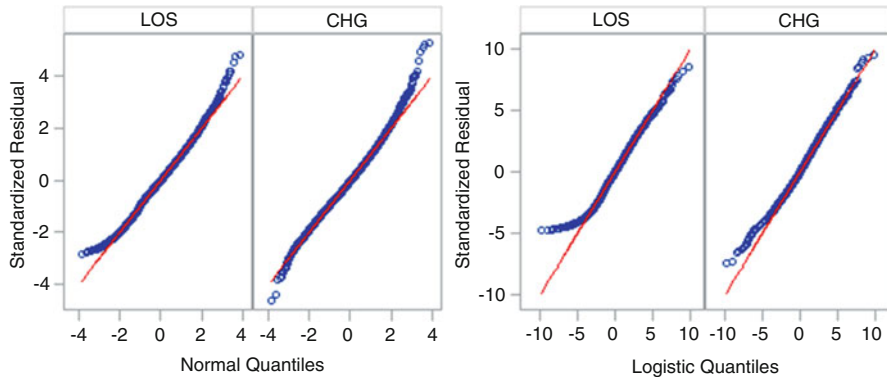 LOS CHG
Standardized Residual
4
2
0
-2
-4
-4 -2 0 2 4 -4 -2 0 2 4
Normal Quantiles
LOS CHG
Standardized Residual
10
5
0
-5
-10
-10 -5 0 5 10 -10 -5 0 5 10
Logistic Quantiles